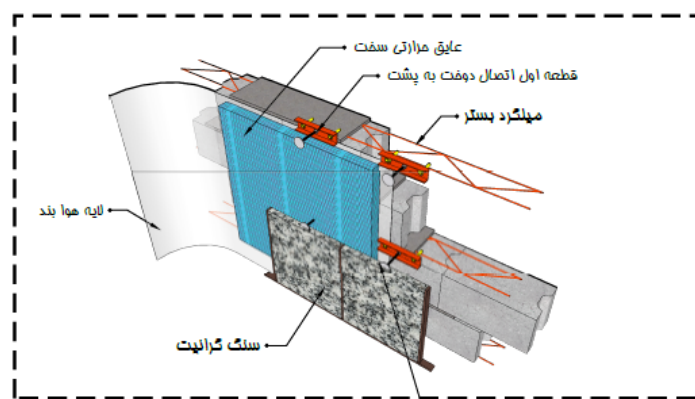 عایق حرارتی سخت
قطعه اول اتصال دوخت به پشت
میلگرد بستر
لایه هوا بند
سنگ گرانیت